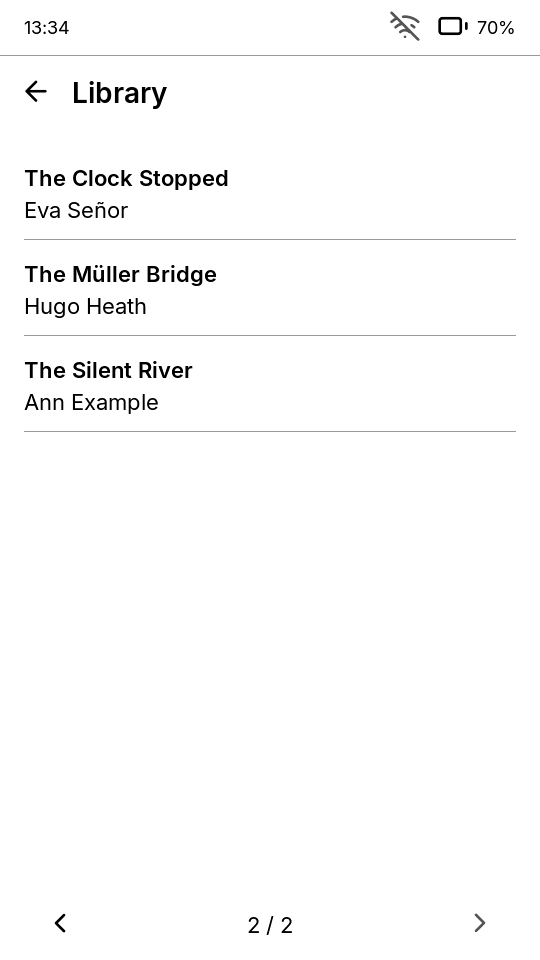 13:34
70%
Library
The Clock Stopped
Eva Señor
The Müller Bridge
Hugo Heath
The Silent River
Ann Example
2 / 2